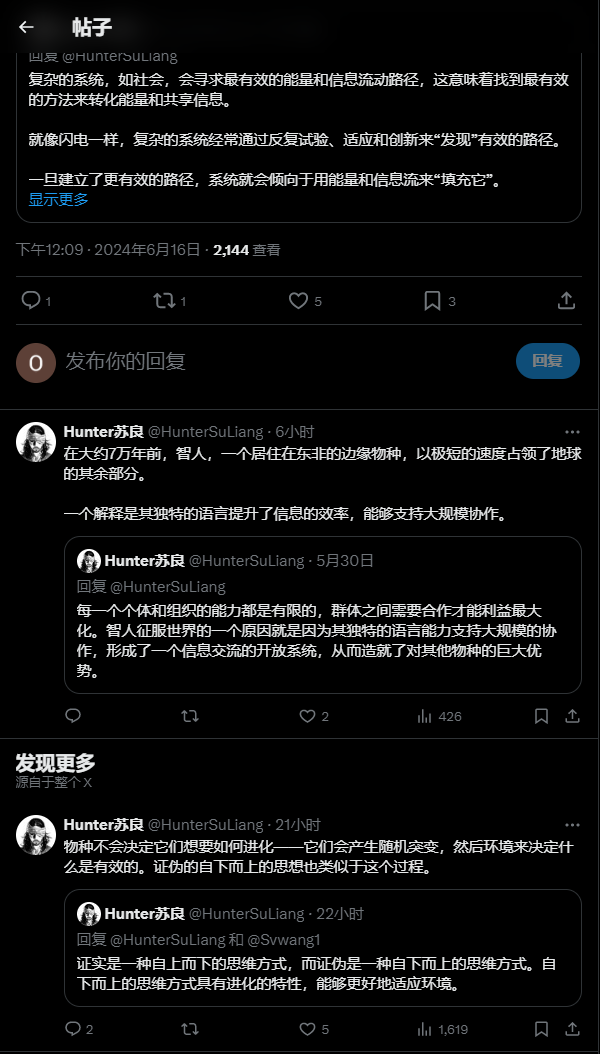 帖子
回复 @HunterSuLiang
复杂的系统，如社会，会寻求最有效的能量和信息流动路径，这意味着找到最有效
的方法来转化能量和共享信息。
就像闪电一样，复杂的系统经常通过反复试验、适应和创新来“发现”有效的路径。
一旦建立了更有效的路径，系统就会倾向于用能量和信息流来“填充它”。
显示更多
下午12:09 · 2024年6月16日 · 2,144 查看
1 1 5 3
O 发布你的回复 回复
Hunter苏良 @HunterSuLiang · 6小时
在大约7万年前，智人，一个居住在东非的边缘物种，以极短的速度占领了地球
的其余部分。
一个解释是其独特的语言提升了信息的效率，能够支持大规模协作。
Hunter苏良 @HunterSuLiang · 5月30日
回复 @HunterSuLiang
每一个个体和组织的能力都是有限的，群体之间需要合作才能利益最大
化。智人征服世界的一个原因就是因为其独特的语言能力支持大规模的协
作，形成了一个信息交流的开放系统，从而造就了对其他物种的巨大优
势。
2 426
发现更多
源自于整个 X
Hunter苏良 @HunterSuLiang · 21小时
物种不会决定它们想要如何进化——它们会产生随机突变，然后环境来决定什
么是有效的。证伪的自下而上的思想也类似于这个过程。
Hunter苏良 @HunterSuLiang · 22小时
回复 @HunterSuLiang 和 @Svwang1
证实是一种自上而下的思维方式，而证伪是一种自下而上的思维方式。自
下而上的思维方式具有进化的特性，能够更好地适应环境。
2 5 1,619